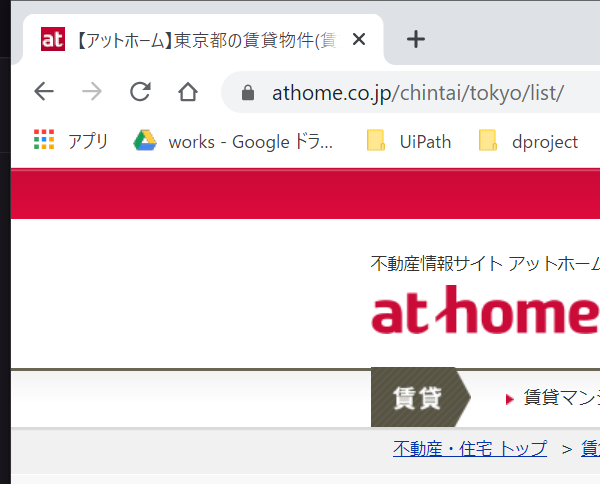 at 【アットホーム】東京都の賃貸物件(賃
athome.co.jp/chintai/tokyo/list/
アプリ works - Google ドラ... UiPath dproject
不動産情報サイト アットホーム
at home
賃貸 賃貸マン
不動産・住宅 トップ >